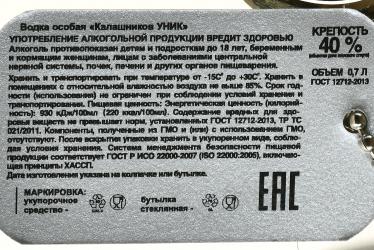 Водка особая «Калашников УНИК»
УПОТРЕБЛЕНИЕ АЛКОГОЛЬНОЙ ПРОДУКЦИИ ВРЕДИТ ЗДОРОВЬЮ
Алкоголь противопоказан детям и подросткам до 18 лет, беременным
и кормящим женщинам, лицам с заболеваниями центральной
нервной системы, почек, печени и других органов пищеварения.
КРЕПОСТЬ
40 %
ОБЪЕМ 0,7 Л
ГОСТ 12712-2013
Хранить и транспортировать при температуре от -15С° до +30С°. Хранить в
помещениях с относительной влажностью воздуха не выше 85%. Срок год-
ности (использования) не ограничен при соблюдении условий хранения и
транспортирования. Пищевая ценность: Энергетическая ценность (калорий-
ность): 930 кДж/100мл) (220 ккал/100мл). Содержание вредных для здо-
ровья веществ не превышает норм, установленных ГОСТ 12712-2013, ТР ТС
021/2011. Компоненты, полученные из ГМО и (или) с использованием ГМО,
отсутствуют. После вскрытия упаковки хранить в укупоренном виде, соблю-
дая условия хранения. Система менеджмента безопасности пищевой
продукции соответствует ГОСТ Р ИСО 22000-2007 (ISO 22000:2005), включаю-
щая принципы ХАССП.
Дата изготовления указана на колпачке или бутылке.
МАРКИРОВКА:
укупорочное
средство -
бутылка
стеклянная -
EAC